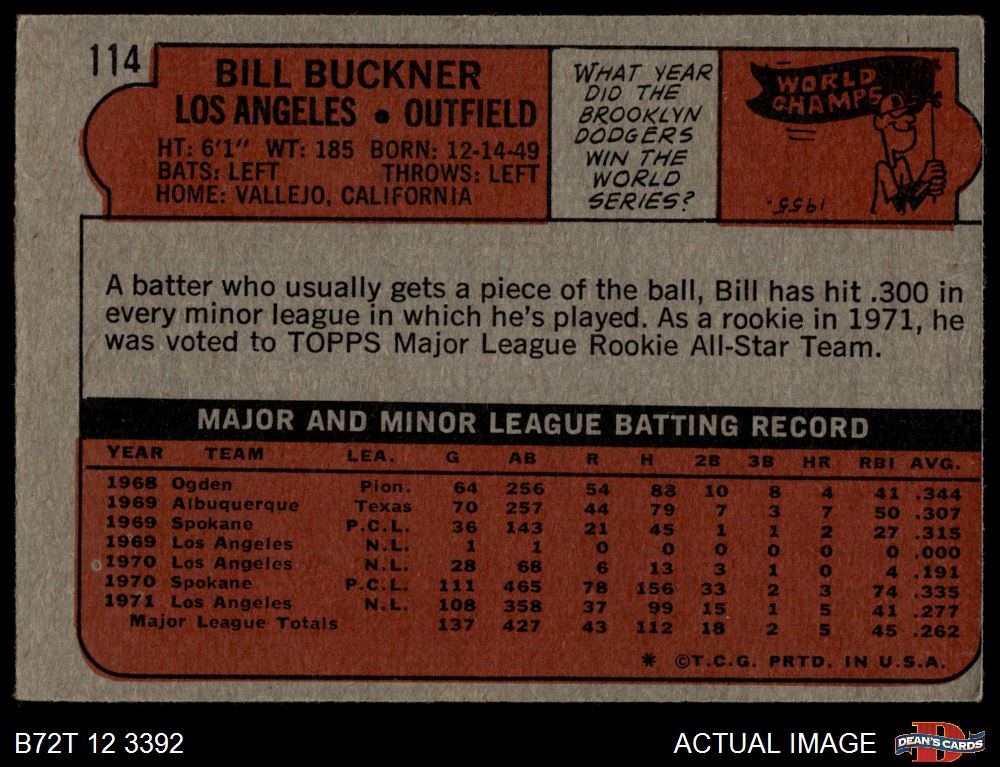 114
BILL BUCKNER
LOS ANGELES • OUTFIELD
HT: 6'1" WT: 185 BORN: 12-14-49
BATS: LEFT THROWS: LEFT
HOME: VALLEJO, CALIFORNIA
WHAT YEAR
DID THE
BROOKLYN
DODGERS
WIN THE
WORLD
SERIES?
WORLD
CHAMPS
1955.
A batter who usually gets a piece of the ball, Bill has hit .300 in
every minor league in which he's played. As a rookie in 1971, he
was voted to TOPPS Major League Rookie All-Star Team.
MAJOR AND MINOR LEAGUE BATTING RECORD
YEAR TEAM LEA. G AB R H 2B 3B HR RBI AVG.
1968 Ogden Pion. 64 256 54 88 10 8 4 41 .344
1969 Albuquerque Texas 70 257 44 79 7 3 7 50 .307
1969 Spokane P.C.L. 36 143 21 45 1 1 2 27 .315
1969 Los Angeles N.L. 1 1 0 0 0 0 0 0 .000
1970 Los Angeles N.L. 28 68 6 13 3 1 0 4 .191
1970 Spokane P.C.L. 111 465 78 156 33 2 3 74 .335
1971 Los Angeles N.L. 108 358 37 99 15 1 5 41 .277
Major League Totals 137 427 43 112 18 2 5 45 .262
* ©T.C.G. PRTD. IN U.S.A.
B72T 12 3392
ACTUAL IMAGE
D
DEAN'S CARDS